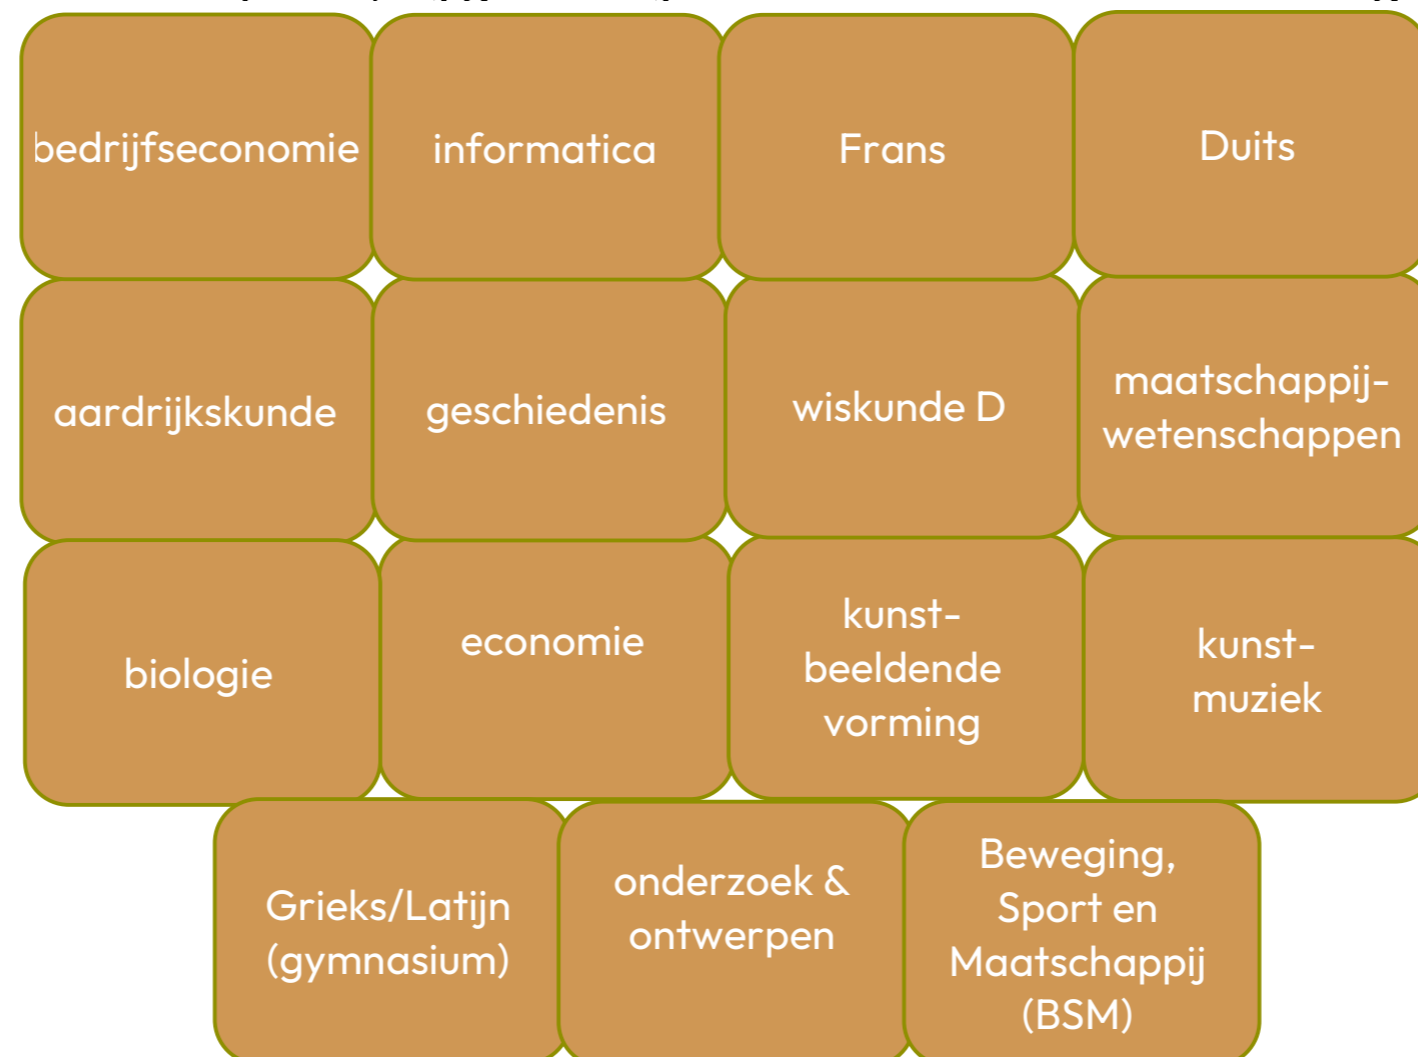 bedrijfseconomie
informatica
Frans
Duits
aardrijkskunde
geschiedenis
wiskunde D
maatschappij-
wetenschappen
biologie
economie
kunst-
beeldende
vorming
kunst-
muziek
Grieks/Latijn
(gymnasium)
onderzoek &
ontwerpen
Beweging,
Sport en
Maatschappij
(BSM)